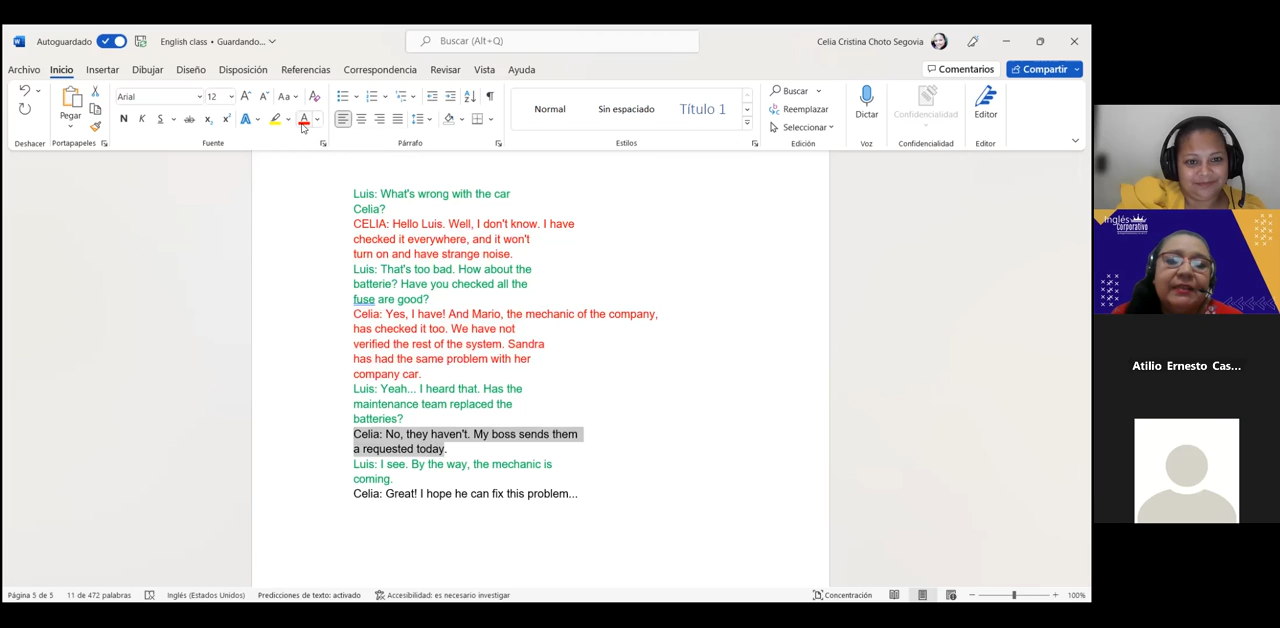 Autoguardado
English class • Guardando...
Buscar (Alt+Q)
Celia Cristina Choto Segovia
Archivo Inicio Insertar Dibujar Diseño Disposición Referencias Correspondencia Revisar Vista Ayuda
Comentarios Compartir
Pegar
Arial 12
Normal Sin espaciado Título 1
Buscar
Reemplazar
Seleccionar
Dictar
Confidencialidad
Editor
Deshacer Portapapeles Fuente Párrafo Estilos Edición Voz Confidencialidad Editor
Luis: What's wrong with the car
Celia?
CELIA: Hello Luis. Well, I don't know. I have
checked it everywhere, and it won't
turn on and have strange noise.
Luis: That's too bad. How about the
batterie? Have you checked all the
fuse are good?
Celia: Yes, I have! And Mario, the mechanic of the company,
has checked it too. We have not
verified the rest of the system. Sandra
has had the same problem with her
company car.
Luis: Yeah... I heard that. Has the
maintenance team replaced the
batteries?
Celia: No, they haven't. My boss sends them
a requested today.
Luis: I see. By the way, the mechanic is
coming.
Celia: Great! I hope he can fix this problem...
Página 5 de 5 11 de 472 palabras Inglés (Estados Unidos) Predicciones de texto: activado Accesibilidad: es necesario investigar
Concentración 100%
Inglés
Corporativo
Atilio Ernesto Cas...